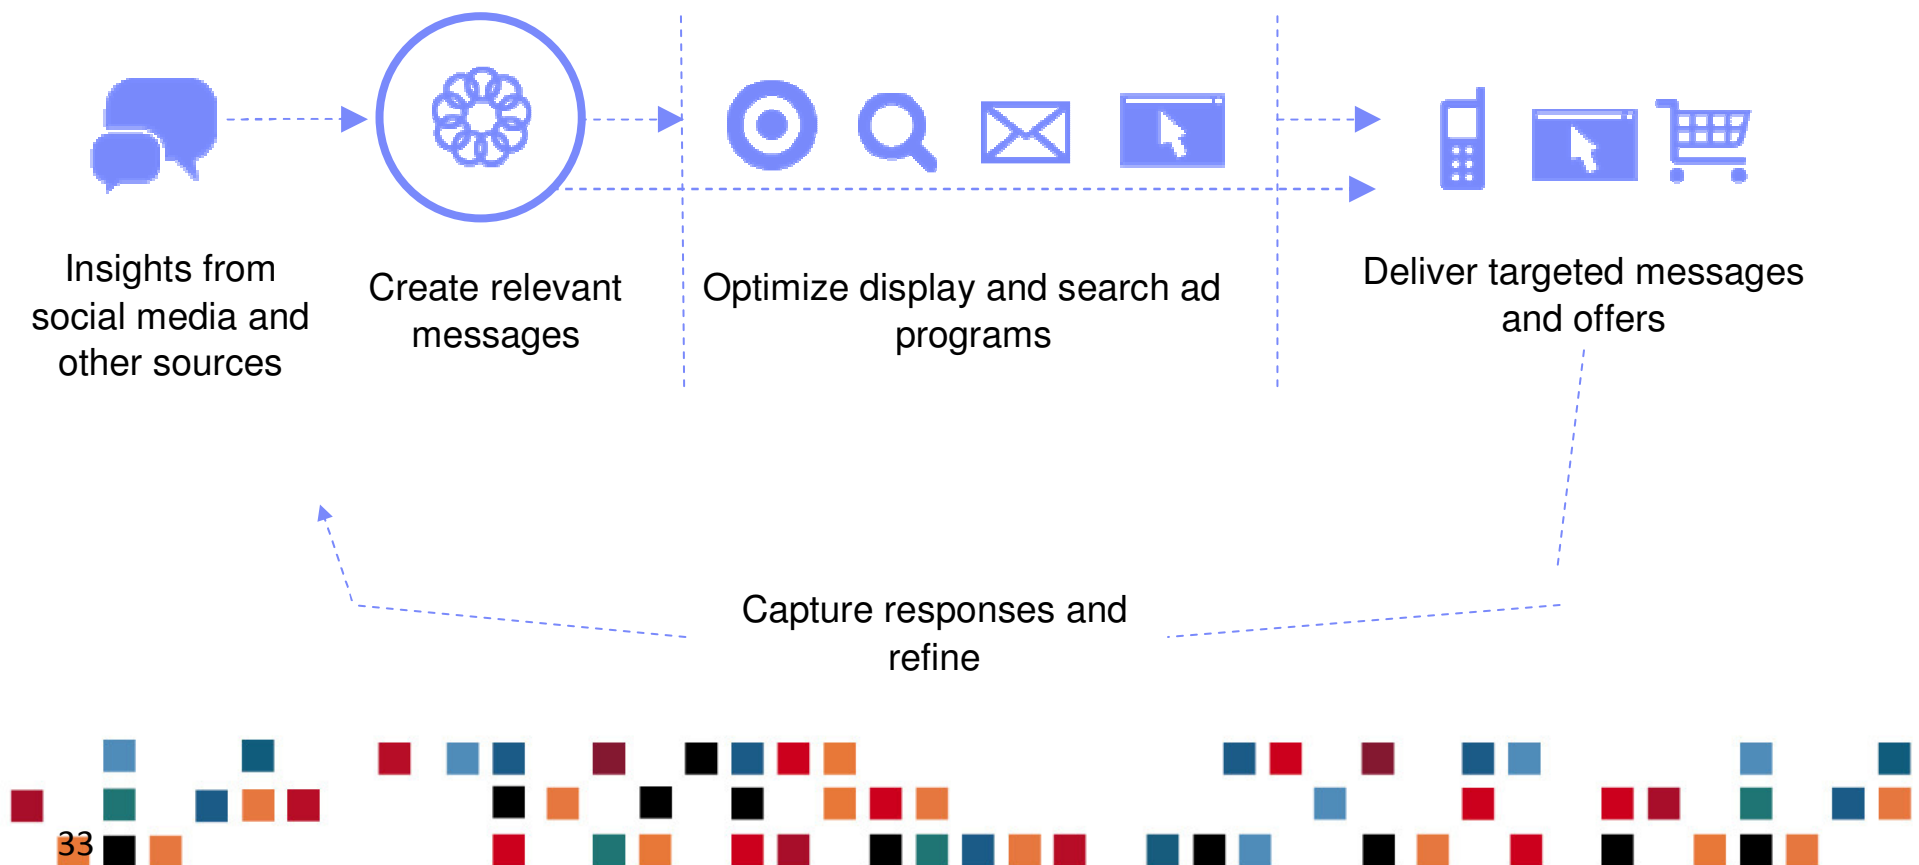 Insights from
social media and
other sources
Create relevant
messages
Optimize display and search ad
programs
Deliver targeted messages
and offers
Capture responses and
refine
33